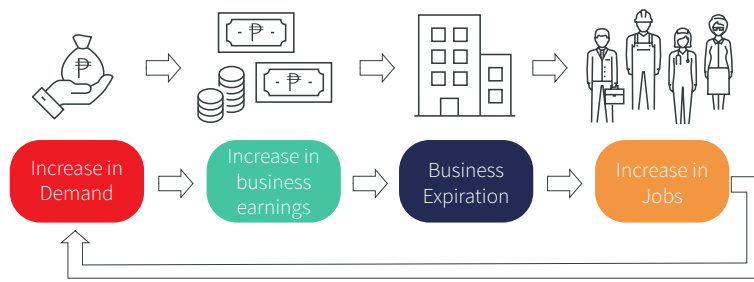 ₱
- ₱ -
- ₱ -
Increase in
Demand
Increase in
business
earnings
Business
Expiration
Increase in
Jobs